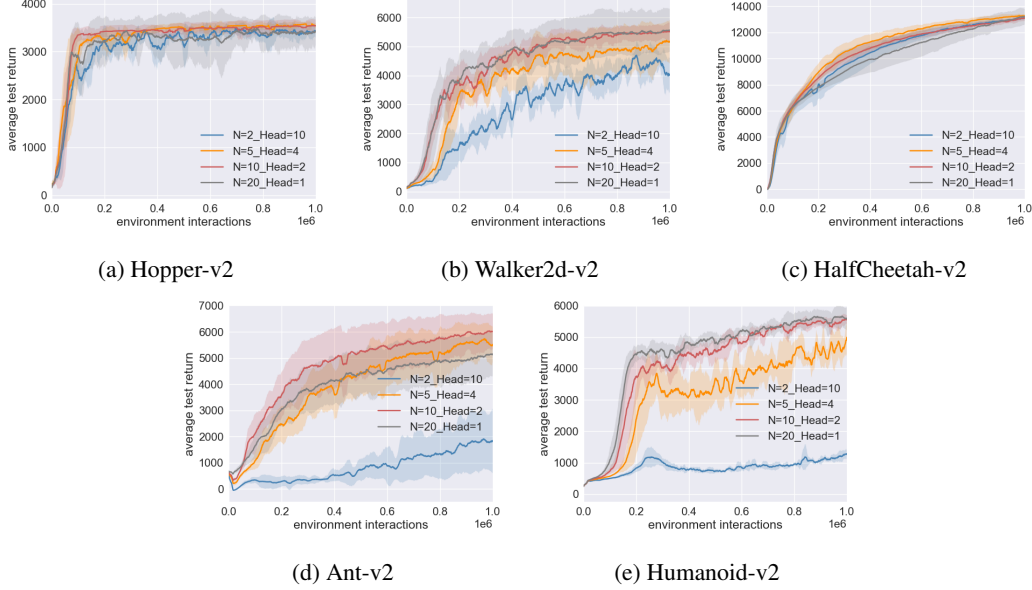 4000
3000
2000
1000
0
average test return
N=2_Head=10
N=5_Head=4
N=10_Head=2
N=20_Head=1
0.0 0.2 0.4 0.6 0.8 1.0
environment interactions
1e6
(a) Hopper-v2
6000
5000
4000
3000
2000
1000
0
average test return
N=2_Head=10
N=5_Head=4
N=10_Head=2
N=20_Head=1
0.0 0.2 0.4 0.6 0.8 1.0
environment interactions
1e6
(b) Walker2d-v2
14000
12000
10000
8000
6000
4000
2000
0
average test return
N=2_Head=10
N=5_Head=4
N=10_Head=2
N=20_Head=1
0.0 0.2 0.4 0.6 0.8 1.0
environment interactions
1e6
(c) HalfCheetah-v2
7000
6000
5000
4000
3000
2000
1000
0
average test return
N=2_Head=10
N=5_Head=4
N=10_Head=2
N=20_Head=1
0.0 0.2 0.4 0.6 0.8 1.0
environment interactions
1e6
(d) Ant-v2
6000
5000
4000
3000
2000
1000
0
average test return
N=2_Head=10
N=5_Head=4
N=10_Head=2
N=20_Head=1
0.0 0.2 0.4 0.6 0.8 1.0
environment interactions
1e6
(e) Humanoid-v2